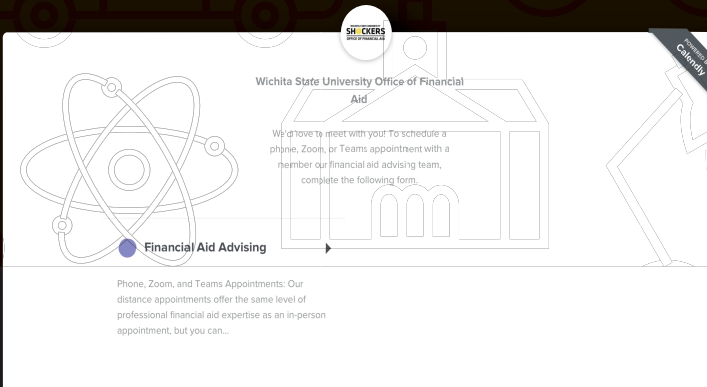 WICHITA STATE UNIVERSITY
SHOCKERS
OFFICE OF FINANCIAL AID
POWERED B
Calendly
Wichita State University Office of Financial
Aid
We'd love to meet with you! To schedule a
phone, Zoom, or Teams appointment with a
member our financial aid advising team,
complete the following form.
Financial Aid Advising
Phone, Zoom, and Teams Appointments: Our
distance appointments offer the same level of
professional financial aid expertise as an in-person
appointment, but you can...